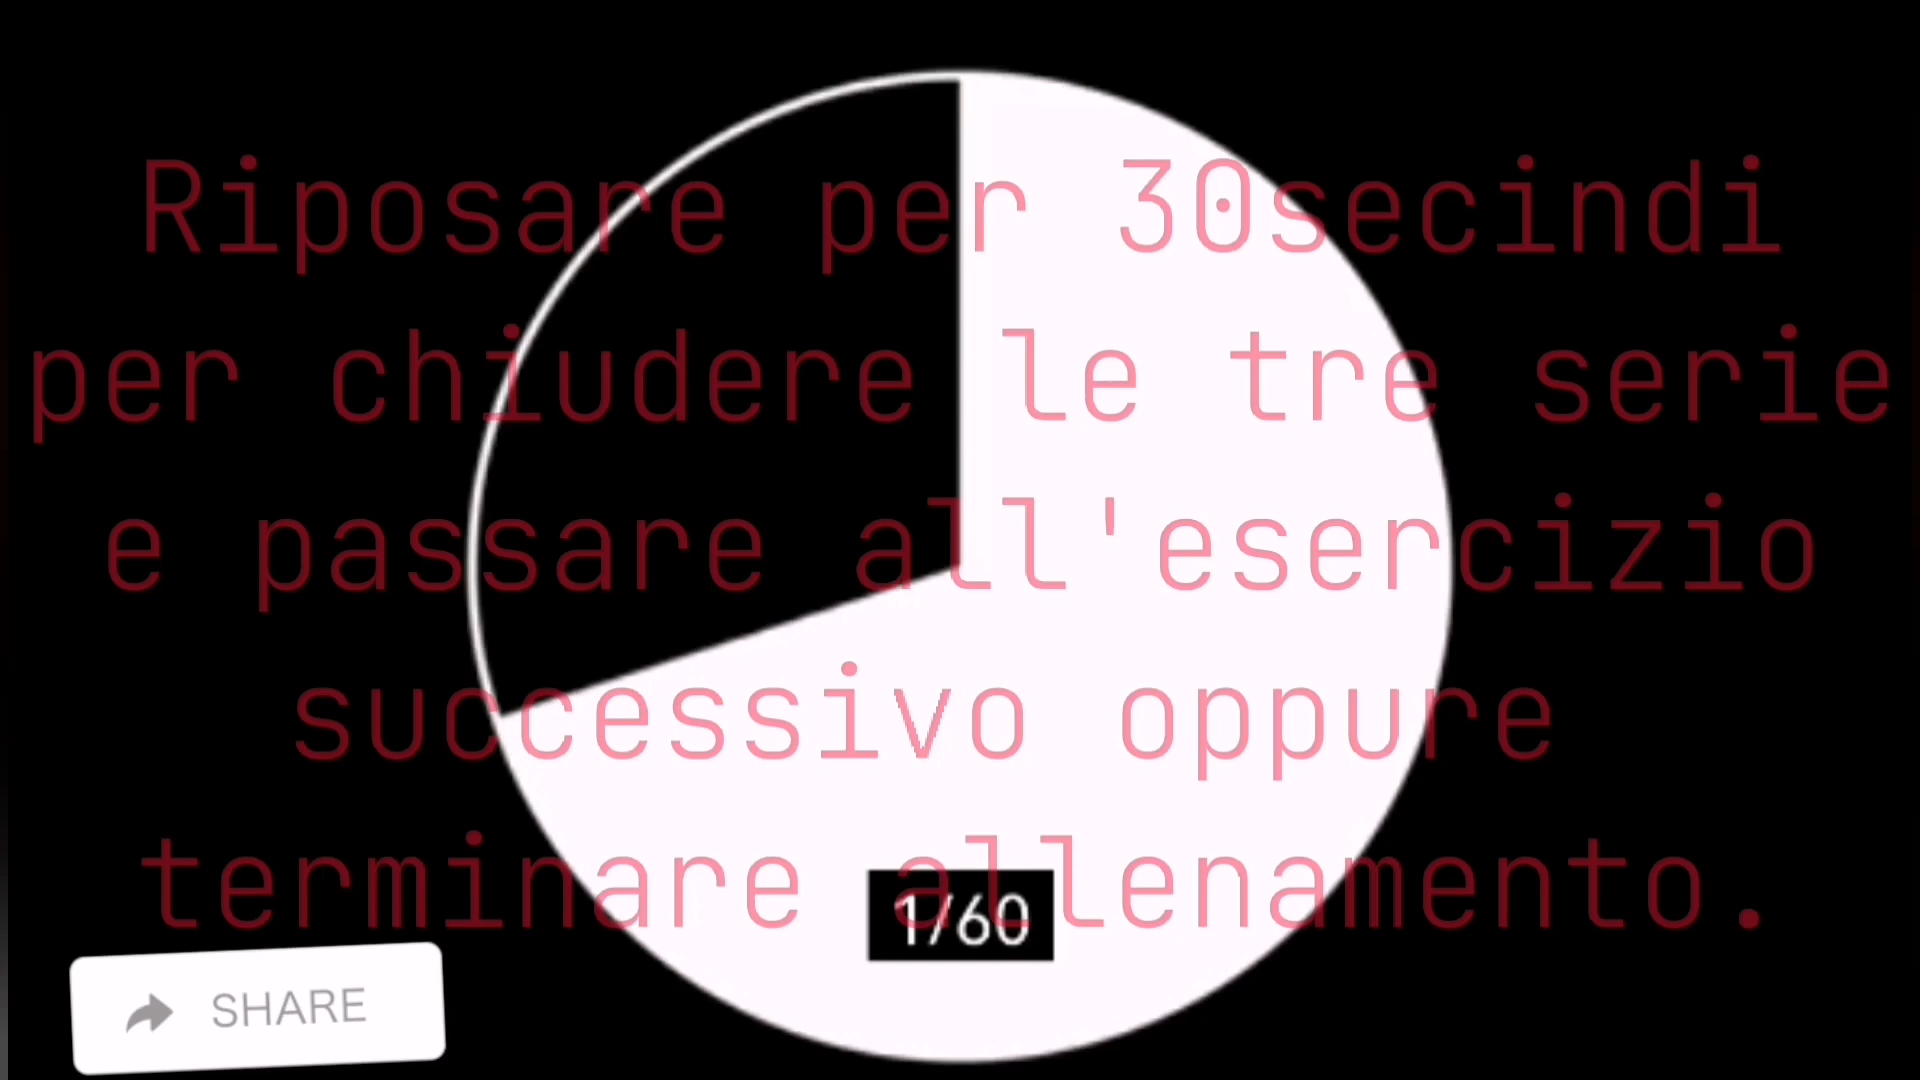 Riposare per 30secindi
per chiudere le tre serie
e passare all'esercizio
successivo oppure
terminare allenamento.
1/60
SHARE